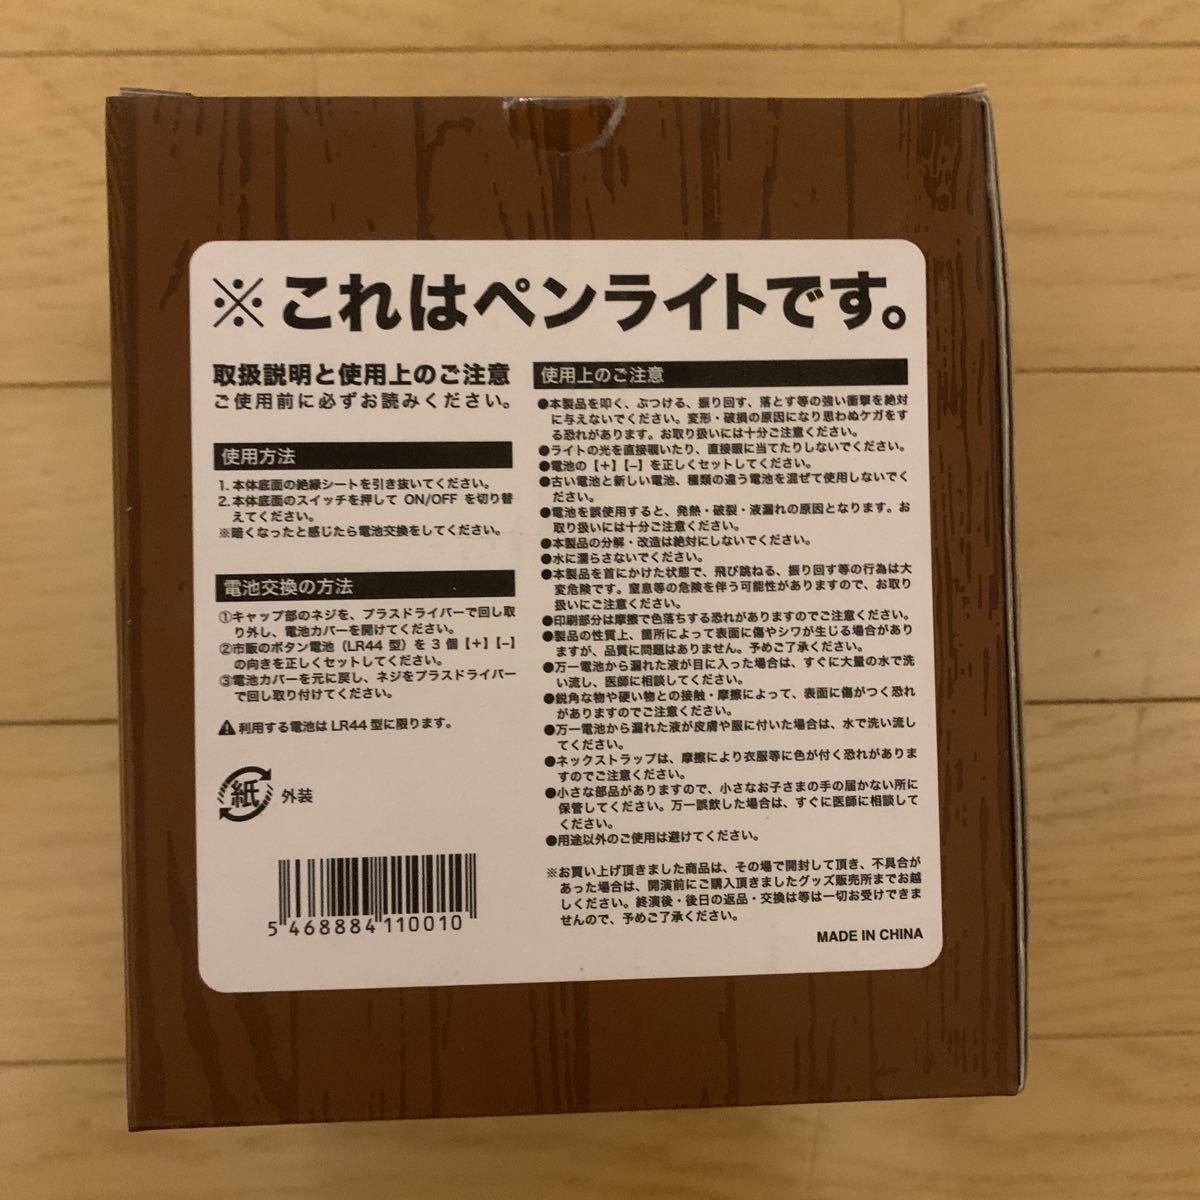 ※これはペンライトです。
取扱説明と使用上のご注意
ご使用前に必ずお読みください。
使用方法
1. 本体底面の絶縁シートを引き抜いてください。
2. 本体底面のスイッチを押して ON/OFF を切り替
えてください。
※暗くなったと感じたら電池交換をしてください。
電池交換の方法
①キャップ部のネジを、プラスドライバーで回し取
り外し、電池カバーを開けてください。
②市販のボタン電池（LR44 型）を 3 個【+】【−】
の向きを正しくセットしてください。
③電池カバーを元に戻し、ネジをプラスドライバー
で回し取り付けてください。
⚠利用する電池は LR44 型に限ります。
紙 外装
5 468884 110010
使用上のご注意
●本製品を叩く、ぶつける、振り回す、落とす等の強い衝撃を絶対
に与えないでください。変形・破損の原因になり思わぬケガをす
る恐れがあります。お取り扱いには十分ご注意ください。
●ライトの光を直接覗いたり、直接眼に当てたりしないでください。
●電池の【+】【−】を正しくセットしてください。
●古い電池と新しい電池、種類の違う電池を混ぜて使用しないでく
ださい。
●電池を誤使用すると、発熱・破裂・液漏れの原因となります。お
取り扱いには十分ご注意ください。
●本製品の分解・改造は絶対にしないでください。
●水に濡らさないでください。
●本製品を首にかけた状態で、飛び跳ねる、振り回す等の行為は大
変危険です。窒息等の危険を伴う可能性がありますので、お取り
扱いにご注意ください。
●印刷部分は摩擦で色落ちする恐れがありますのでご注意ください。
●製品の性質上、箇所によって表面に傷やシワが生じる場合があり
ますが、品質に問題はありません。予めご了承ください。
●万一電池から漏れた液が目に入った場合は、すぐに大量の水で洗
い流し、医師に相談してください。
●鋭角な物や硬い物との接触・摩擦によって、表面に傷がつく恐れ
がありますのでご注意ください。
●万一電池から漏れた液が皮膚や服に付いた場合は、水で洗い流し
てください。
●ネックストラップは、摩擦により衣服等に色が付く恐れがありま
すのでご注意ください。
●小さな部品がありますので、小さなお子さまの手の届かない所に
保管してください。万一誤飲した場合は、すぐに医師に相談して
ください。
●用途以外のご使用は避けてください。
※お買い上げ頂きました商品は、その場で開封して頂き、不具合が
あった場合は、開演前にご購入頂きましたグッズ販売所までお越
しください。終演後・後日の返品・交換は等は一切お受けできま
せんので、予めご了承ください。
MADE IN CHINA